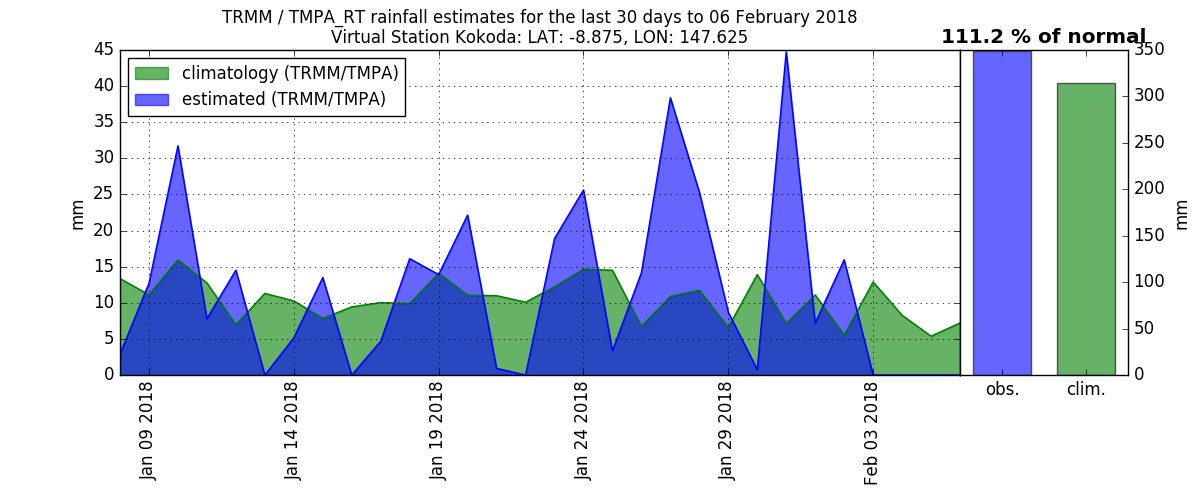 TRMM / TMPA_RT rainfall estimates for the last 30 days to 06 February 2018
Virtual Station Kokoda: LAT: -8.875, LON: 147.625
111.2 % of normal
climatology (TRMM/TMPA)
estimated (TRMM/TMPA)
45
40
35
30
25
20
15
10
5
0
mm
Jan 09 2018
Jan 14 2018
Jan 19 2018
Jan 24 2018
Jan 29 2018
Feb 03 2018
obs.
clim.
350
300
250
200
150
100
50
0
mm